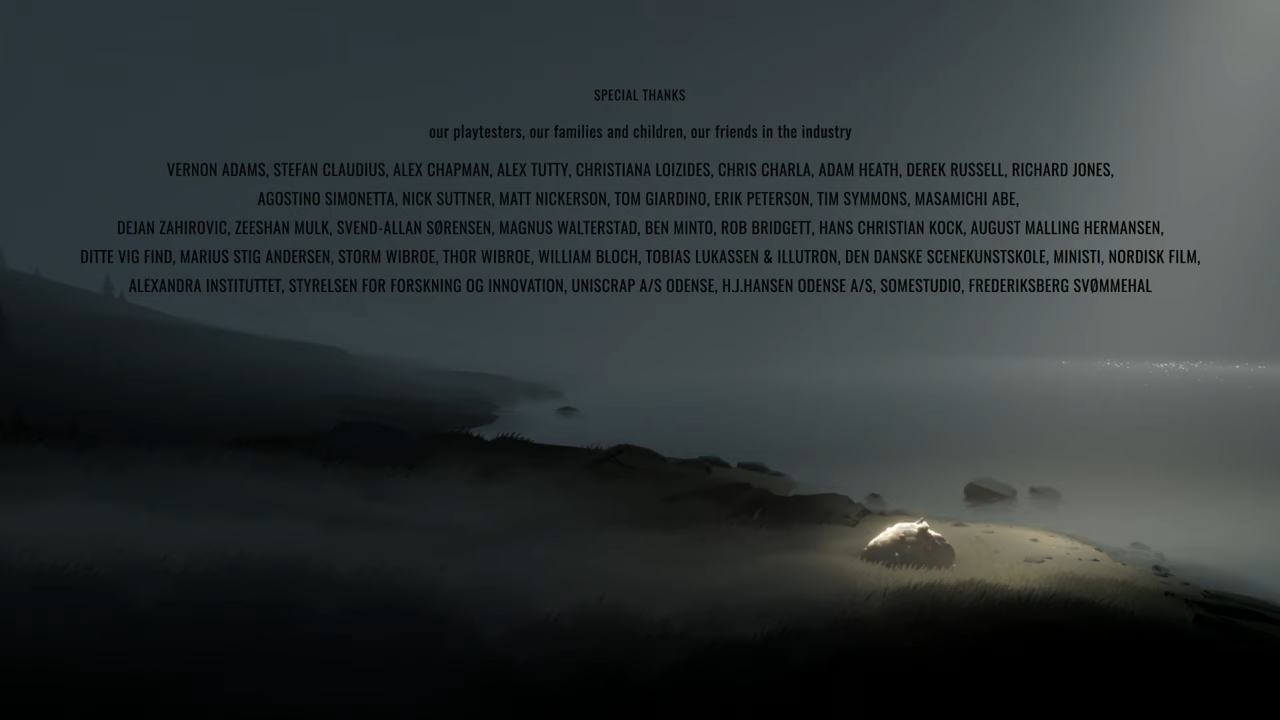 SPECIAL THANKS
our playtesters, our families and children, our friends in the industry
VERNON ADAMS, STEFAN CLAUDIUS, ALEX CHAPMAN, ALEX TUTTY, CHRISTIANA LOIZIDES, CHRIS CHARLA, ADAM HEATH, DEREK RUSSELL, RICHARD JONES,
AGOSTINO SIMONETTA, NICK SUTTNER, MATT NICKERSON, TOM GIARDINO, ERIK PETERSON, TIM SYMMONS, MASAMICHI ABE,
DEJAN ZAHIROVIC, ZEESHAN MULK, SVEND-ALLAN SØRENSEN, MAGNUS WALTERSTAD, BEN MINTO, ROB BRIDGETT, HANS CHRISTIAN KOCK, AUGUST MALLING HERMANSEN,
DITTE VIG FIND, MARIUS STIG ANDERSEN, STORM WIBROE, THOR WIBROE, WILLIAM BLOCH, TOBIAS LUKASSEN & ILLUTRON, DEN DANSKE SCENEKUNSTSKOLE, MINISTI, NORDISK FILM,
ALEXANDRA INSTITUTTET, STYRELSEN FOR FORSKNING OG INNOVATION, UNISCRAP A/S ODENSE, H.J.HANSEN ODENSE A/S, SOMESTUDIO, FREDERIKSBERG SVØMMEHAL